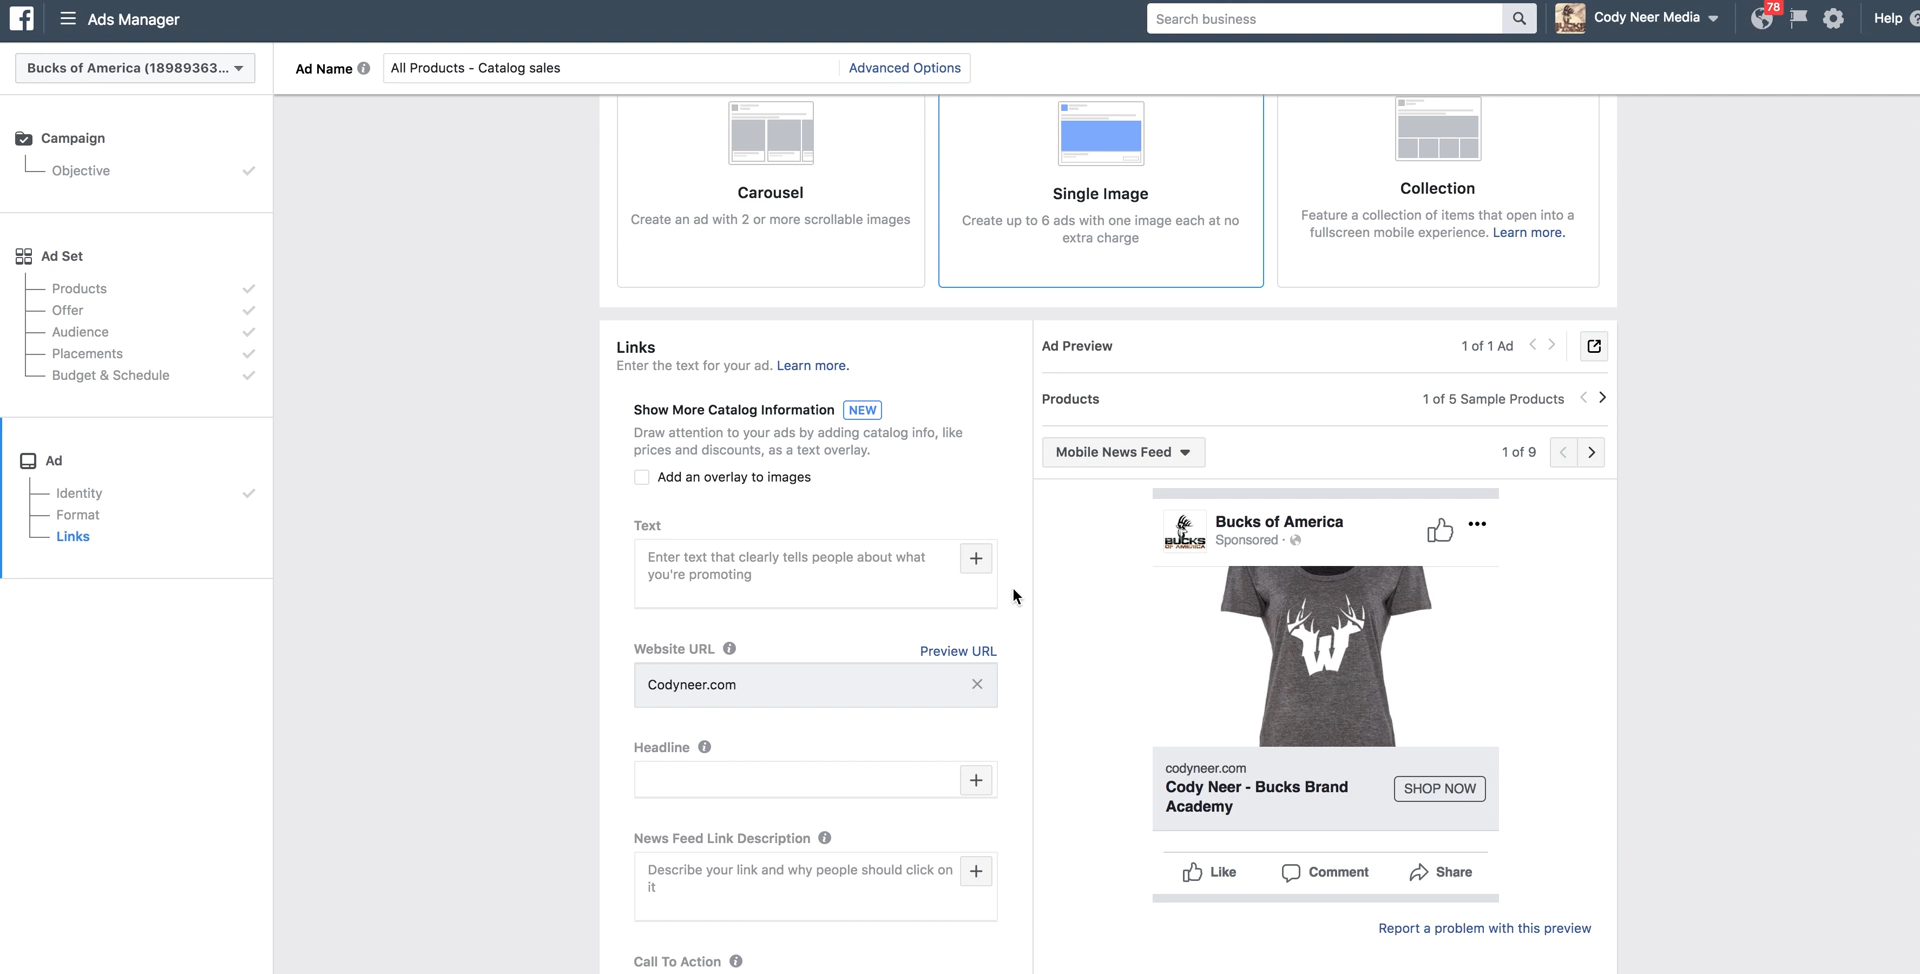 Ads Manager
Search business
Cody Neer Media
78
Help
Bucks of America (18989363...
Ad Name
All Products - Catalog sales
Advanced Options
Campaign
Objective
Ad Set
Products
Offer
Audience
Placements
Budget & Schedule
Ad
Identity
Format
Links
Carousel
Create an ad with 2 or more scrollable images
Single Image
Create up to 6 ads with one image each at no
extra charge
Collection
Feature a collection of items that open into a
fullscreen mobile experience. Learn more.
Links
Enter the text for your ad. Learn more.
Show More Catalog Information NEW
Draw attention to your ads by adding catalog info, like
prices and discounts, as a text overlay.
Add an overlay to images
Text
Enter text that clearly tells people about what
you're promoting
Website URL
Preview URL
Codyneer.com
Headline
News Feed Link Description
Describe your link and why people should click on
it
Call To Action
Ad Preview
1 of 1 Ad
Products
1 of 5 Sample Products
Mobile News Feed
1 of 9
BUCKS
OF AMERICA
Bucks of America
Sponsored ·
W
codyneer.com
Cody Neer - Bucks Brand
Academy
SHOP NOW
Like
Comment
Share
Report a problem with this preview